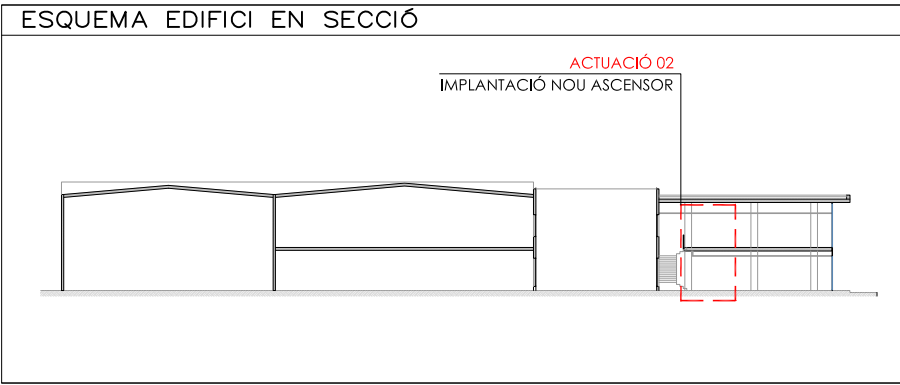 ESQUEMA EDIFICI EN SECCIÓ
ACTUACIÓ 02
IMPLANTACIÓ NOU ASCENSOR